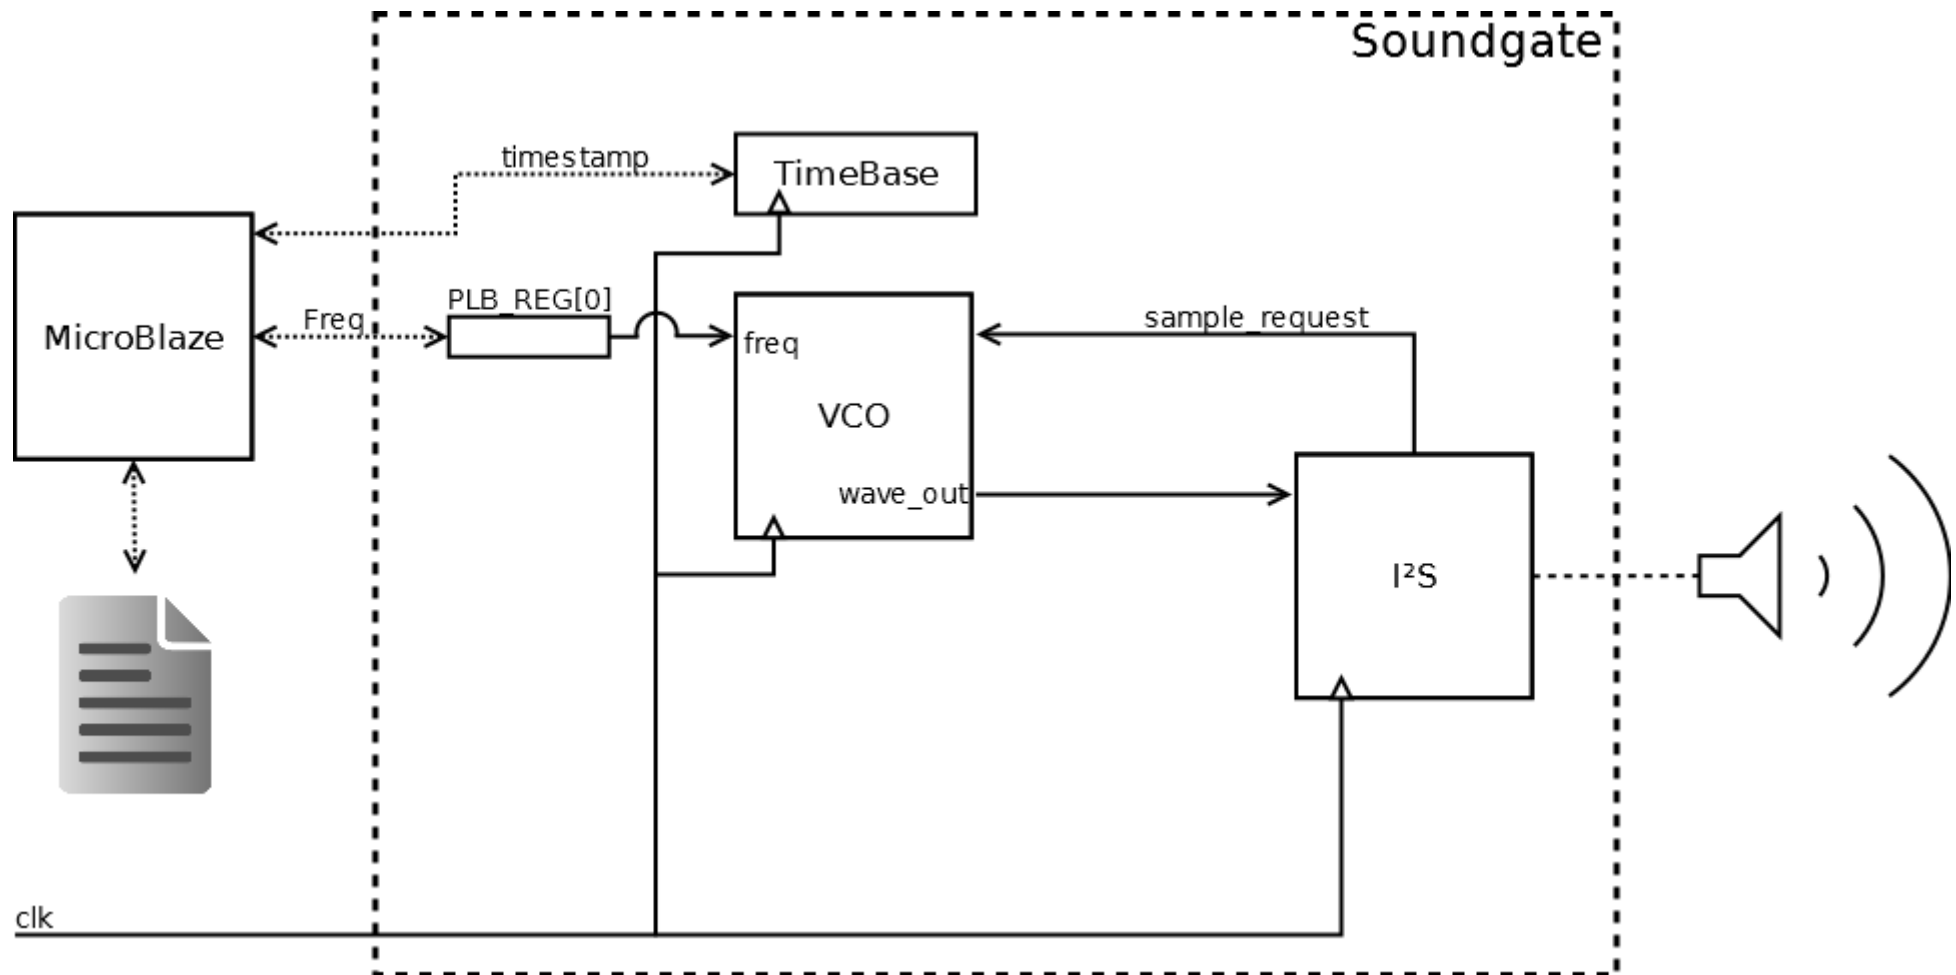 Soundgate
timestamp
TimeBase
PLB_REG[0]
Freq
sample_request
MicroBlaze
freq
VCO
wave_out
I²S
clk